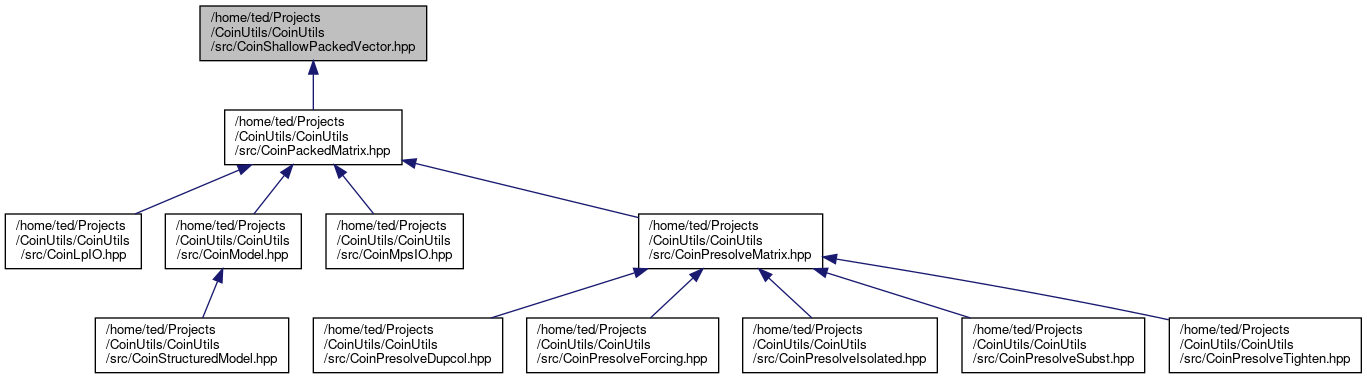 /home/ted/Projects
/CoinUtils/CoinUtils
/src/CoinShallowPackedVector.hpp
/home/ted/Projects
/CoinUtils/CoinUtils
/src/CoinPackedMatrix.hpp
/home/ted/Projects
/CoinUtils/CoinUtils
/src/CoinLpIO.hpp
/home/ted/Projects
/CoinUtils/CoinUtils
/src/CoinModel.hpp
/home/ted/Projects
/CoinUtils/CoinUtils
/src/CoinMpsIO.hpp
/home/ted/Projects
/CoinUtils/CoinUtils
/src/CoinPresolveMatrix.hpp
/home/ted/Projects
/CoinUtils/CoinUtils
/src/CoinStructuredModel.hpp
/home/ted/Projects
/CoinUtils/CoinUtils
/src/CoinPresolveDupcol.hpp
/home/ted/Projects
/CoinUtils/CoinUtils
/src/CoinPresolveForcing.hpp
/home/ted/Projects
/CoinUtils/CoinUtils
/src/CoinPresolveIsolated.hpp
/home/ted/Projects
/CoinUtils/CoinUtils
/src/CoinPresolveSubst.hpp
/home/ted/Projects
/CoinUtils/CoinUtils
/src/CoinPresolveTighten.hpp